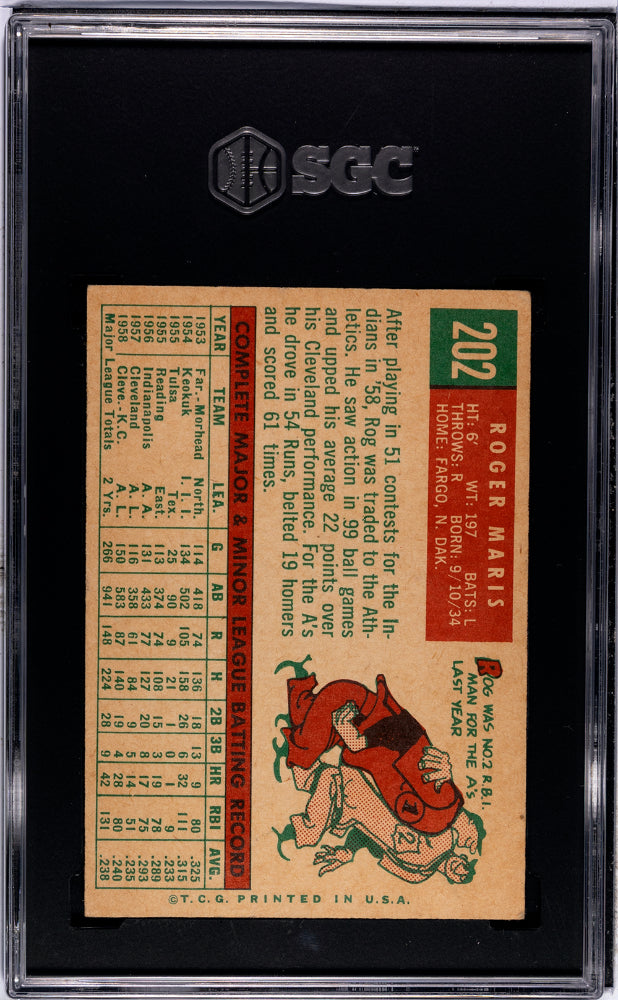 SGC
202
ROGER MARIS
HT: 6' WT: 197 BATS: L
THROWS: R BORN: 9/10/34
HOME: FARGO, N. DAK.
ROG WAS NO.2 R.B.I.
MAN FOR THE A's
LAST YEAR
1
2
After playing in 51 contests for the In-
dians in '58, Rog was traded to the Ath-
letics. He saw action in 99 ball games
and upped his average 22 points over
his Cleveland performance. For the A's
he drove in 54 Runs, belted 19 homers
and scored 61 times.
COMPLETE MAJOR & MINOR LEAGUE BATTING RECORD
YEAR TEAM LEA. G AB R H 2B 3B HR RBI AVG.
1953 Far.-Morhead North. 114 418 74 136 18 13 9 80 .325
1954 Keokuk I. I. I. 134 502 105 158 26 6 32 111 .315
1955 Tulsa Tex. 25 90 9 21 1 0 1 9 .233
1955 Reading East. 113 374 74 108 15 3 19 78 .289
1956 Indianapolis A. A. 131 433 77 127 20 8 17 75 .293
1957 Cleveland A. L. 116 358 61 84 9 5 14 51 .235
1958 Cleve.-K.C. A. L. 150 583 87 140 19 4 28 80 .240
Major League Totals 2 Yrs. 266 941 148 224 28 9 42 131 .238
©T.C.G. PRINTED IN U.S.A.